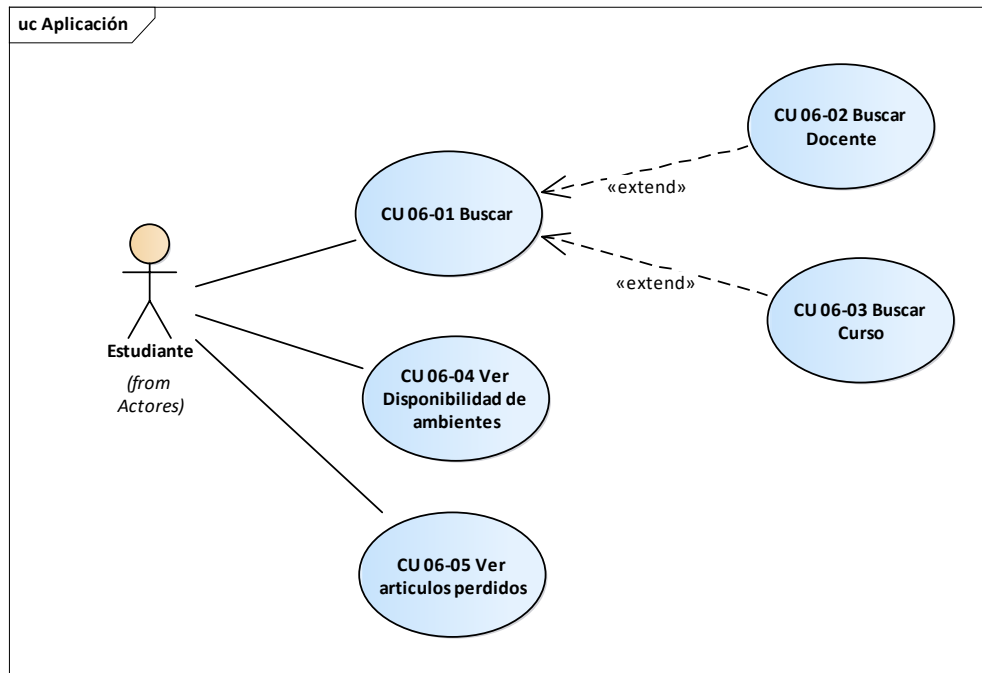 uc Aplicación
CU 06-02 Buscar
Docente
«extend»
CU 06-01 Buscar
«extend»
CU 06-03 Buscar
Curso
Estudiante
(from
Actores)
CU 06-04 Ver
Disponibilidad de
ambientes
CU 06-05 Ver
articulos perdidos